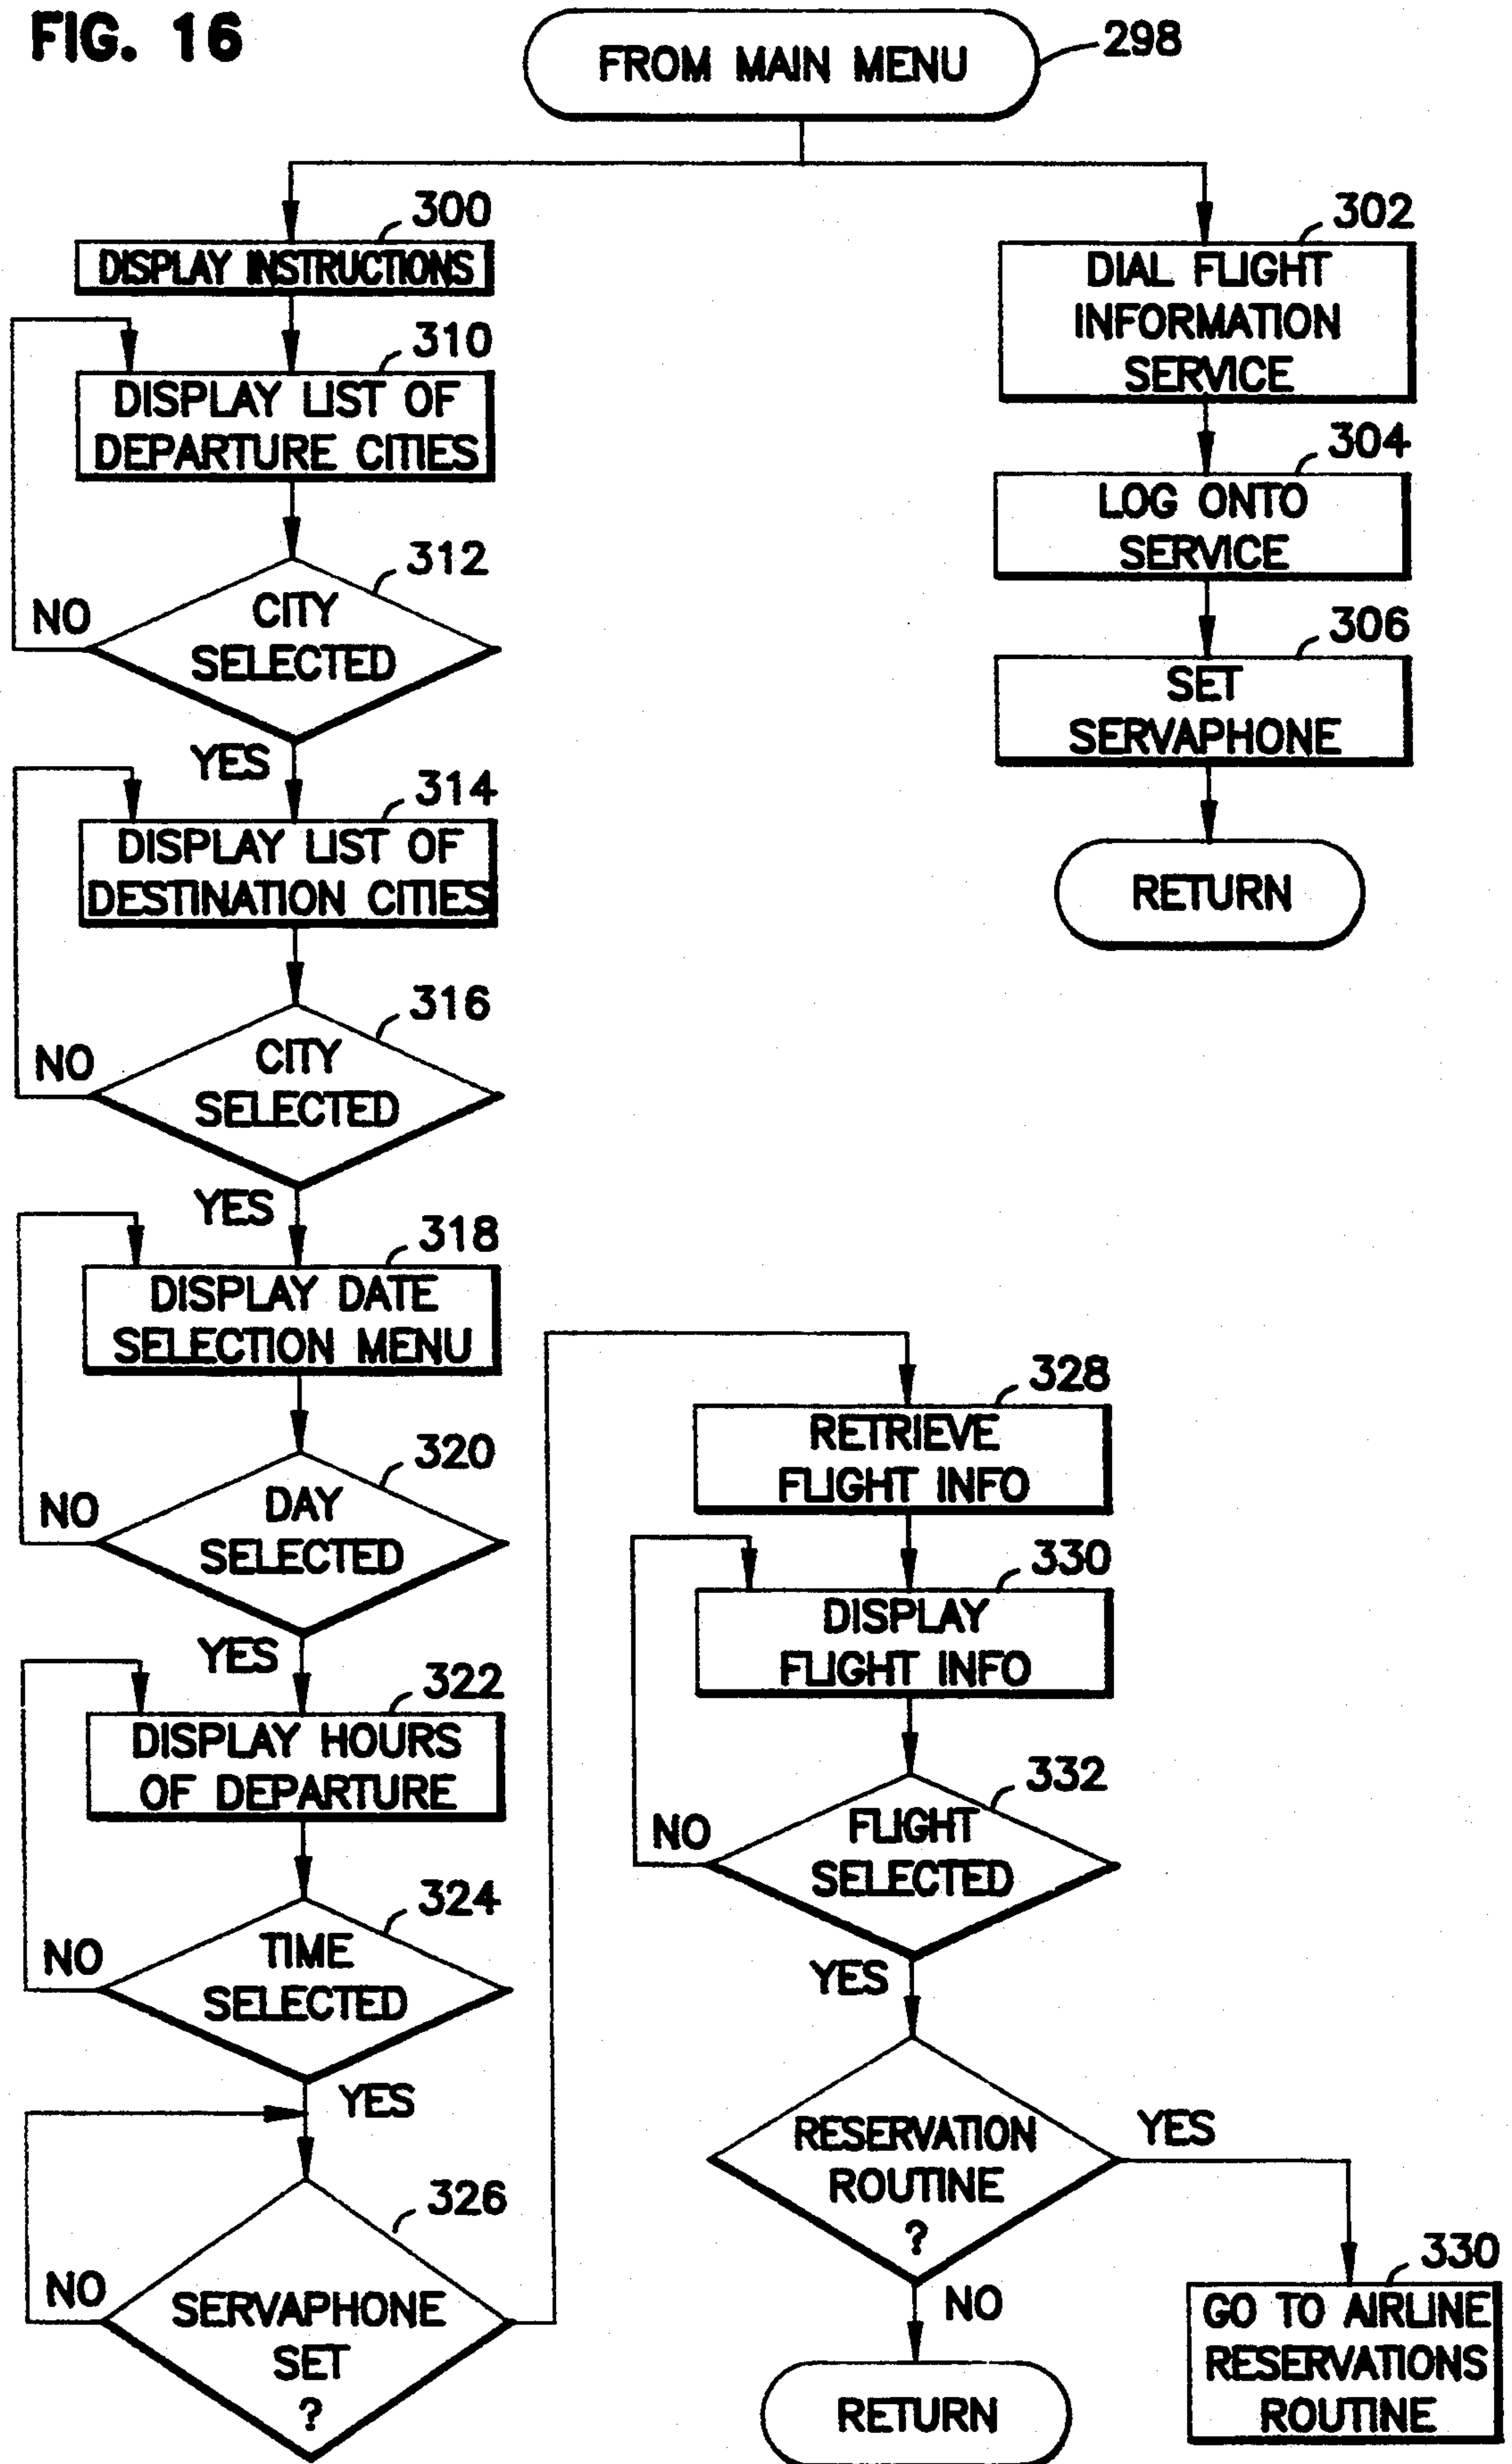 FIG. 16
FROM MAIN MENU
298
300
DISPLAY INSTRUCTIONS
310
DISPLAY LIST OF
DEPARTURE CITIES
312
CITY
SELECTED
NO
YES
314
DISPLAY LIST OF
DESTINATION CITIES
316
CITY
SELECTED
NO
YES
318
DISPLAY DATE
SELECTION MENU
320
DAY
SELECTED
NO
YES
322
DISPLAY HOURS
OF DEPARTURE
324
TIME
SELECTED
NO
YES
326
SERVAPHONE
SET
?
NO
302
DIAL FLIGHT
INFORMATION
SERVICE
304
LOG ONTO
SERVICE
306
SET
SERVAPHONE
RETURN
328
RETRIEVE
FLIGHT INFO
330
DISPLAY
FLIGHT INFO
332
FLIGHT
SELECTED
NO
YES
RESERVATION
ROUTINE
?
YES
NO
RETURN
330
GO TO AIRLINE
RESERVATIONS
ROUTINE